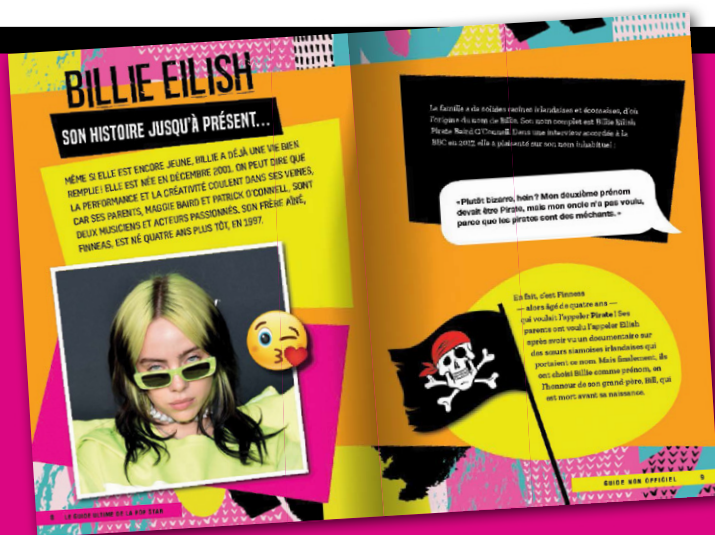 BILLIE EILISH
SON HISTOIRE JUSQU'À PRÉSENT...
MÊME SI ELLE EST ENCORE JEUNE, BILLIE A DÉJÀ UNE VIE BIEN
REMPLIE! ELLE EST NÉE EN DÉCEMBRE 2001. ON PEUT DIRE QUE
LA PERFORMANCE ET LA CRÉATIVITÉ COULENT DANS SES VEINES,
CAR SES PARENTS, MAGGIE BAIRD ET PATRICK O'CONNELL, SONT
DEUX MUSICIENS ET ACTEURS PASSIONNÉS. SON FRÈRE AÎNÉ,
FINNEAS, EST NÉ QUATRE ANS PLUS TÔT, EN 1997.
LE GUIDE ULTIME DE LA POP STAR
La famille a de solides racines irlandaises et écossaises, d'où
l'origine du nom de Billie. Son nom complet est Billie Eilish
Pirate Baird O'Connell. Dans une interview accordée à la
BBC en 2017, elle a plaisanté sur son nom inhabituel :
«Plutôt bizarre, hein? Mon deuxième prénom
devait être Pirate, mais mon oncle n'a pas voulu,
parce que les pirates sont des méchants.»
En fait, c'est Finneas
— alors âgé de quatre ans —
qui voulait l'appeler Pirate! Ses
parents ont voulu l'appeler Eilish
après avoir vu un documentaire sur
des sœurs siamoises irlandaises qui
portaient ce nom. Mais finalement, ils
ont choisi Billie comme prénom, en
l'honneur de son grand-père, Bill, qui
est mort avant sa naissance.
GUIDE NON OFFICIEL 9